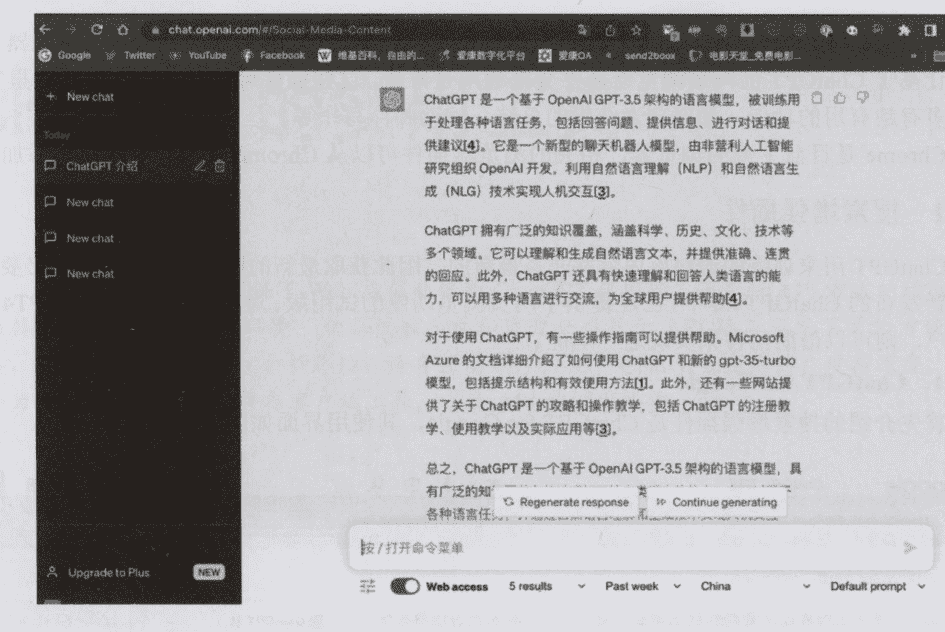 chat.openai.com/#/Social-Media-Content
Google Twitter YouTube Facebook 维基百科，自由的... 爱康数字化平台 爱康OA send2boox 电影天堂_免费电影...
+ New chat
Today
ChatGPT 介绍
New chat
New chat
New chat
Upgrade to Plus NEW
ChatGPT 是一个基于 OpenAI GPT-3.5 架构的语言模型，被训练用
于处理各种语言任务，包括回答问题、提供信息、进行对话和提
供建议[4]。它是一个新型的聊天机器人模型，由非营利人工智能
研究组织 OpenAI 开发。利用自然语言理解（NLP）和自然语言生
成（NLG）技术实现人机交互[3]。
ChatGPT 拥有广泛的知识覆盖，涵盖科学、历史、文化、技术等
多个领域。它可以理解和生成自然语言文本，并提供准确、连贯
的回应。此外，ChatGPT 还具有快速理解和回答人类语言的能
力，可以用多种语言进行交流，为全球用户提供帮助[4]。
对于使用 ChatGPT，有一些操作指南可以提供帮助。Microsoft
Azure 的文档详细介绍了如何使用 ChatGPT 和新的 gpt-35-turbo
模型，包括提示结构和有效使用方法[1]。此外，还有一些网站提
供了关于 ChatGPT 的攻略和操作教学，包括 ChatGPT 的注册教
学、使用教学以及实际应用等[3]。
总之，ChatGPT 是一个基于 OpenAI GPT-3.5 架构的语言模型，具
有广泛的知
Regenerate response Continue generating
各种语言任务，
按 / 打开命令菜单
Web access 5 results Past week China Default prompt